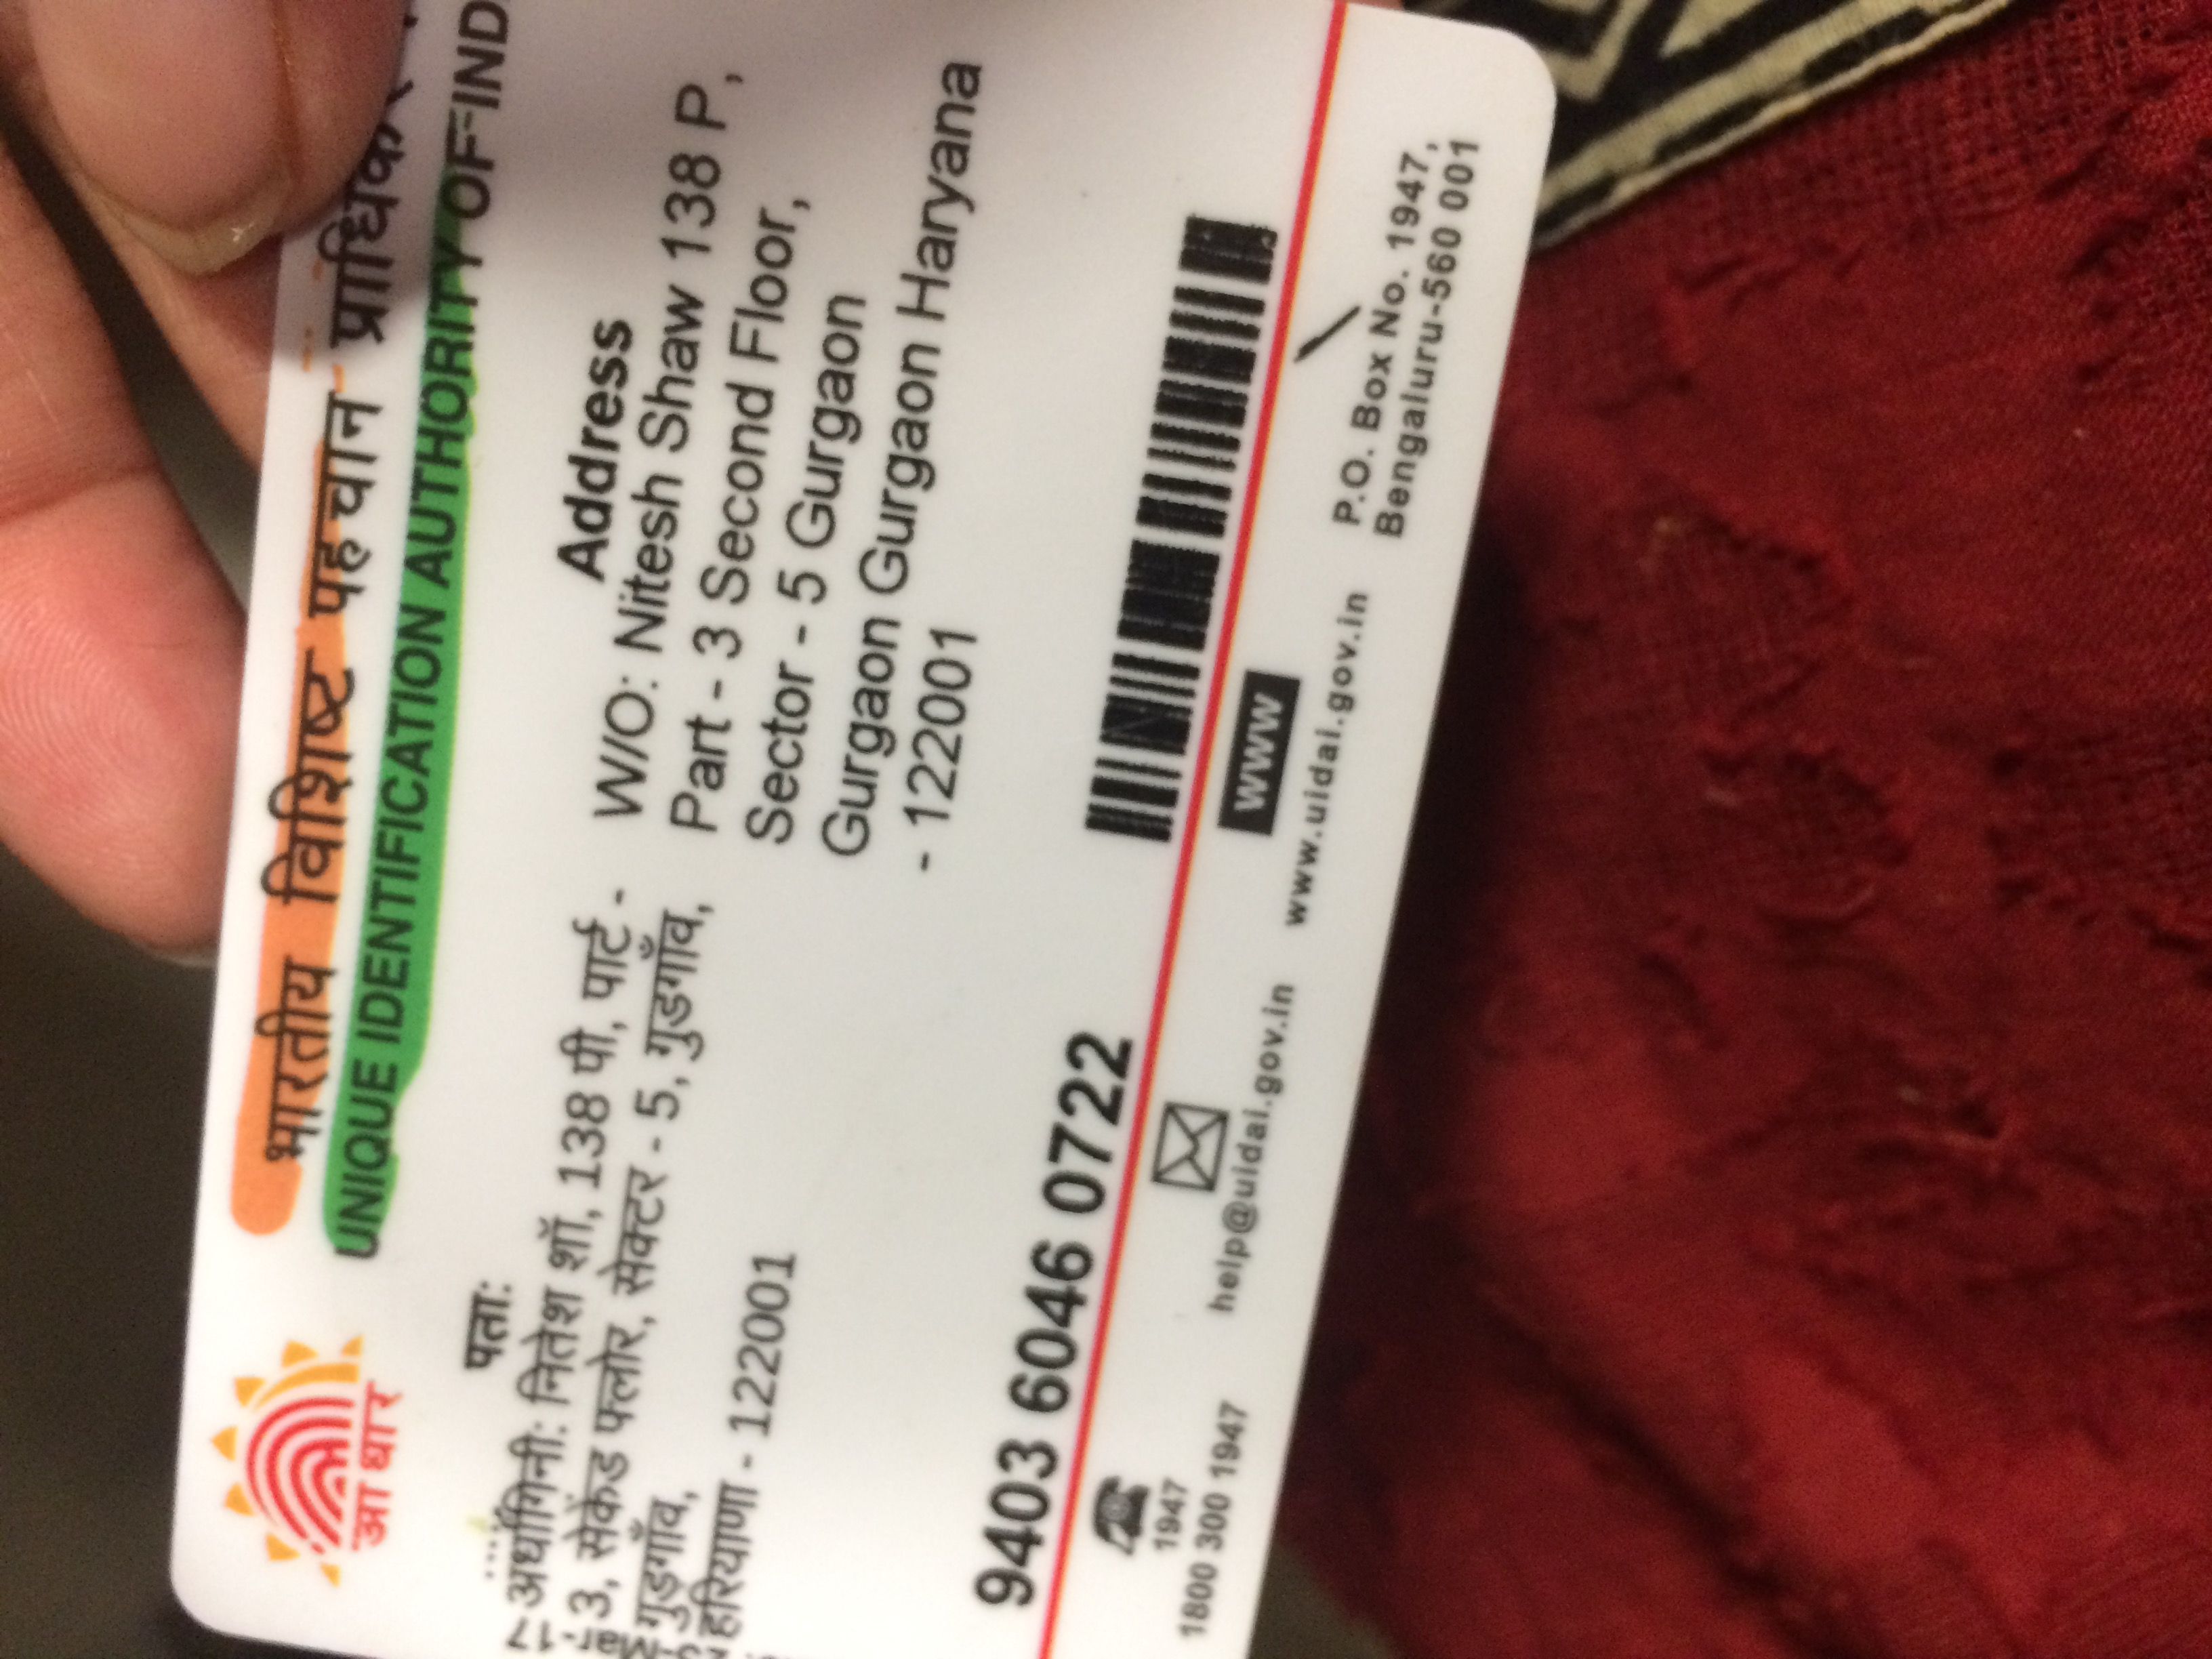 भारतीय विशिष्ट पहचान
UNIQUE IDENTIFICATION AUTHORITY OF IND
आधार
पता:
अर्धांगिनी: नितेश शॉ, 138 पी, पार्ट -
3, सेकेंड फ्लोर, सेक्टर - 5, गुडगाँव,
गुड़गाँव,
हरियाणा - 122001
Address
W/O: Nitesh Shaw 138 P,
Part - 3 Second Floor,
Sector - 5 Gurgaon
Gurgaon Gurgaon Haryana
- 122001
9403 6046 0722
1947
1800 300 1947
help@uidai.gov.in
WWW
www.uidai.gov.in
P.O. Box No. 1947,
Bengaluru-560 001